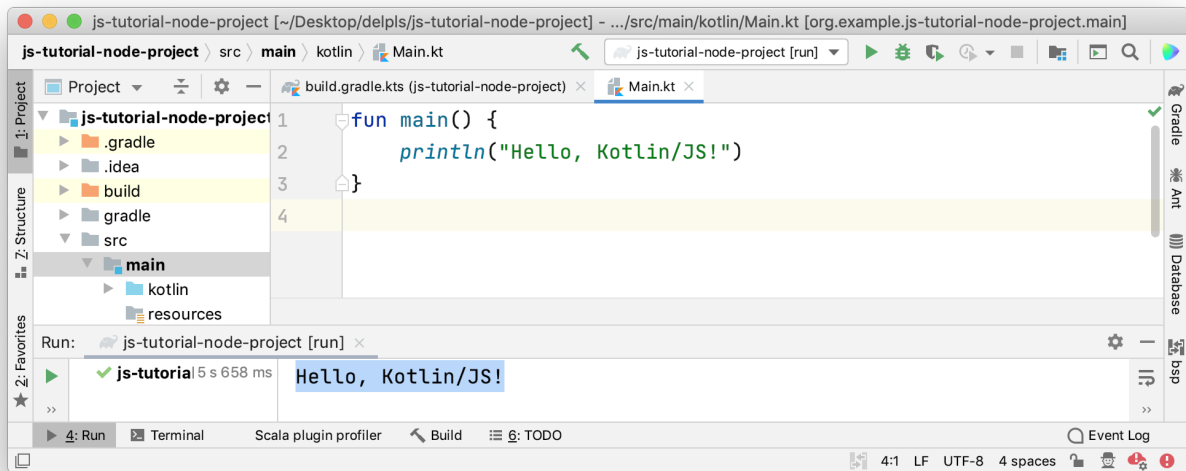 js-tutorial-node-project [~/Desktop/delpls/js-tutorial-node-project] - .../src/main/kotlin/Main.kt [org.example.js-tutorial-node-project.main]
js-tutorial-node-project src main kotlin Main.kt js-tutorial-node-project [run]
1: Project
Z: Structure
2: Favorites
Project
js-tutorial-node-project
.gradle
.idea
build
gradle
src
main
kotlin
resources
build.gradle.kts (js-tutorial-node-project) Main.kt
1 fun main() {
2 println("Hello, Kotlin/JS!")
3 }
4
Gradle
Ant
Database
bsp
Run: js-tutorial-node-project [run]
js-tutorial 5 s 658 ms
Hello, Kotlin/JS!
4: Run Terminal Scala plugin profiler Build 6: TODO Event Log
4:1 LF UTF-8 4 spaces